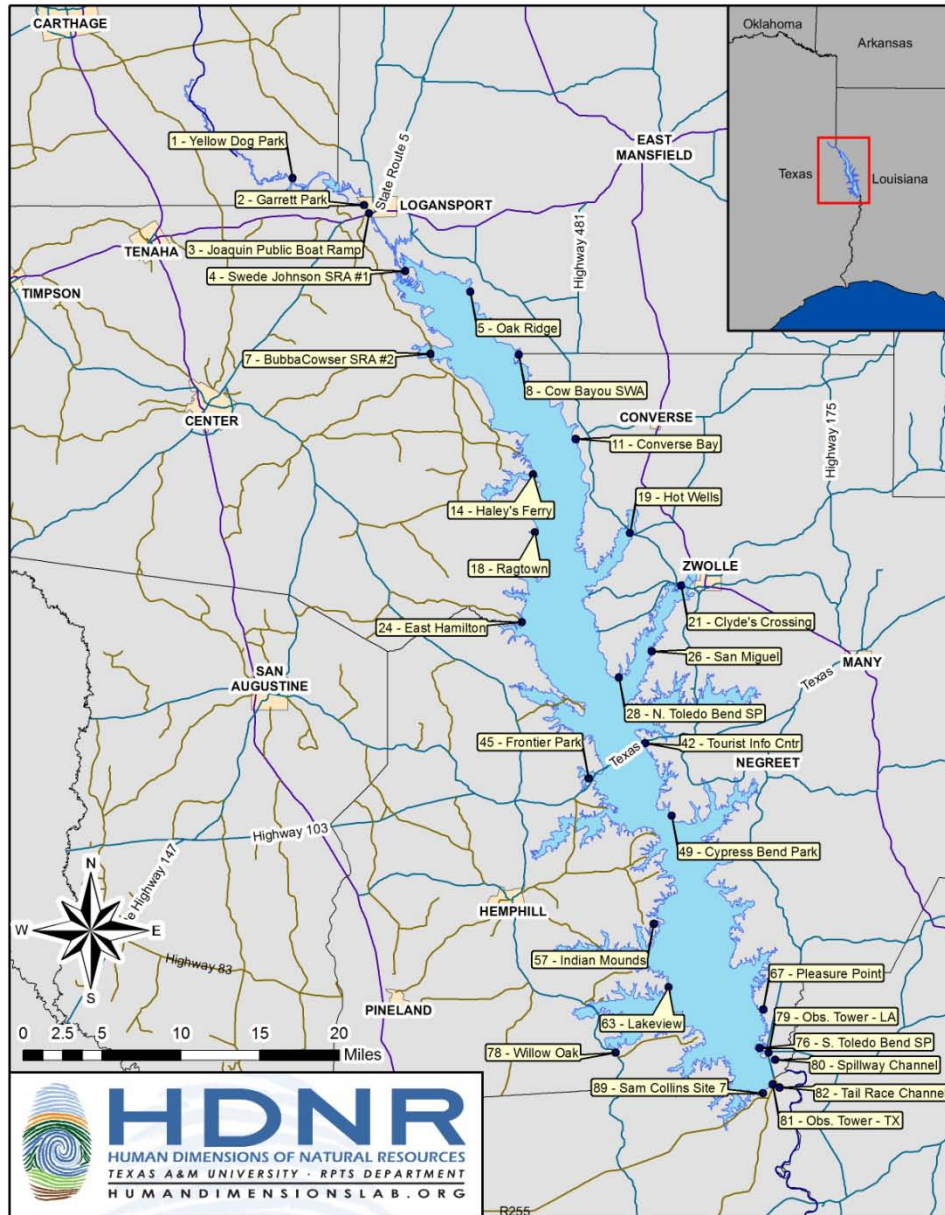 CARTHAGE
Oklahoma
Arkansas
Texas
Louisiana
State Route 5
EAST
MANSFIELD
1 - Yellow Dog Park
2 - Garrett Park
LOGANSPORT
3 - Joaquin Public Boat Ramp
TENAHA
Highway 481
4 - Swede Johnson SRA #1
TIMPSON
5 - Oak Ridge
7 - BubbaCowser SRA #2
8 - Cow Bayou SWA
CENTER
CONVERSE
Highway 175
11 - Converse Bay
14 - Haley's Ferry
19 - Hot Wells
18 - Ragtown
ZWOLLE
24 - East Hamilton
21 - Clyde's Crossing
26 - San Miguel
MANY
SAN
AUGUSTINE
Texas
28 - N. Toledo Bend SP
45 - Frontier Park
Texas
42 - Tourist Info Cntr
NEGREET
Highway 103
49 - Cypress Bend Park
N
W
E
S
e Highway 147
HEMPHILL
Highway 83
57 - Indian Mounds
67 - Pleasure Point
PINELAND
63 - Lakeview
79 - Obs. Tower - LA
76 - S. Toledo Bend SP
0 2.5 5 10 15 20
Miles
78 - Willow Oak
80 - Spillway Channel
89 - Sam Collins Site 7
82 - Tail Race Channel
81 - Obs. Tower - TX
HDNR
HUMAN DIMENSIONS OF NATURAL RESOURCES
TEXAS A&M UNIVERSITY · RPTS DEPARTMENT
HUMANDIMENSIONSLAB.ORG
R255